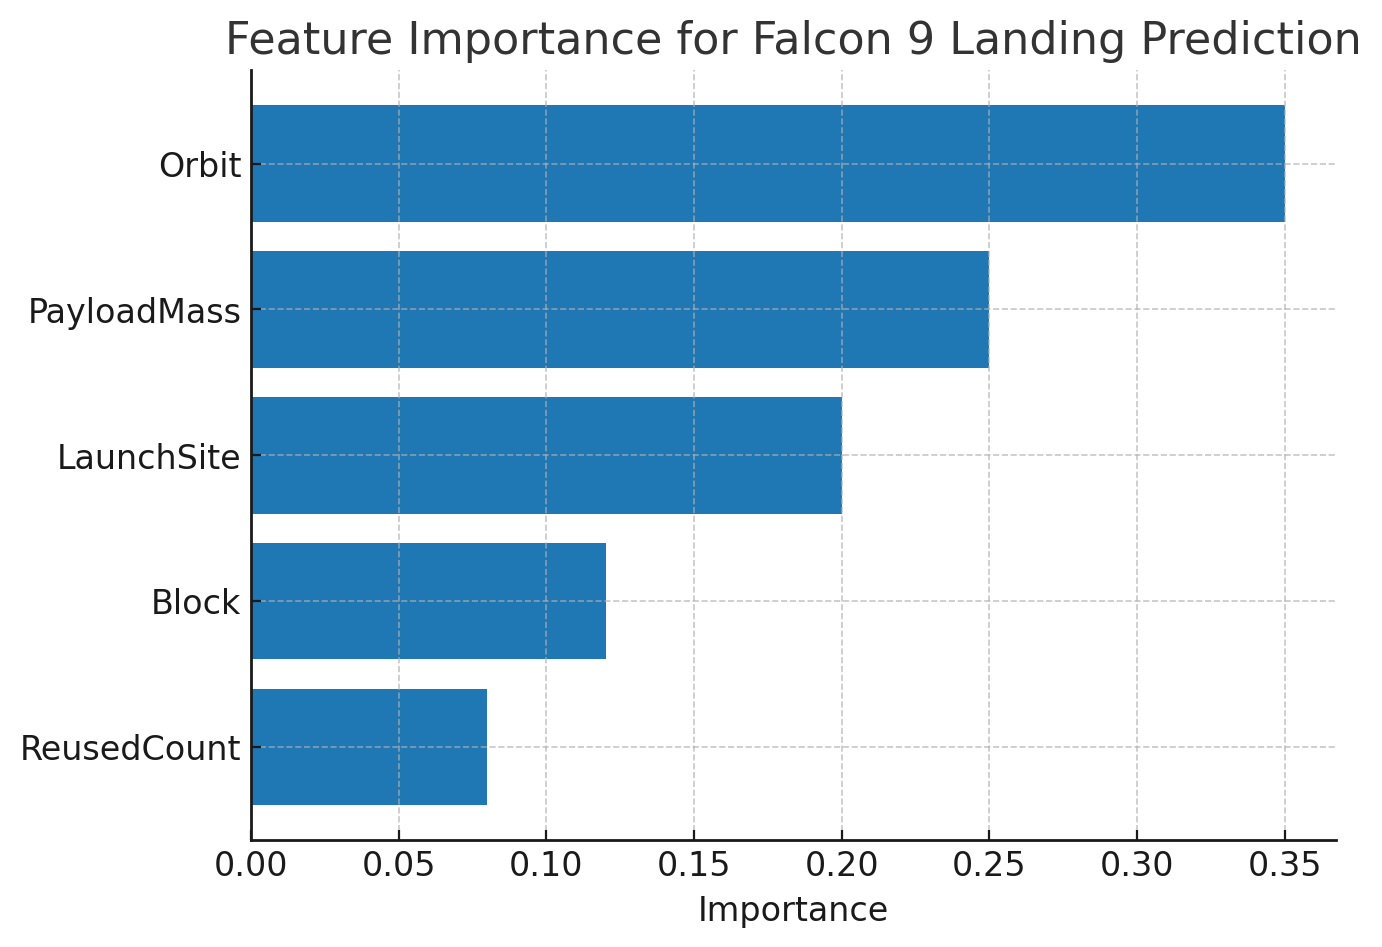 Feature Importance for Falcon 9 Landing Prediction
Orbit
PayloadMass
LaunchSite
Block
ReusedCount
0.00 0.05 0.10 0.15 0.20 0.25 0.30 0.35
Importance